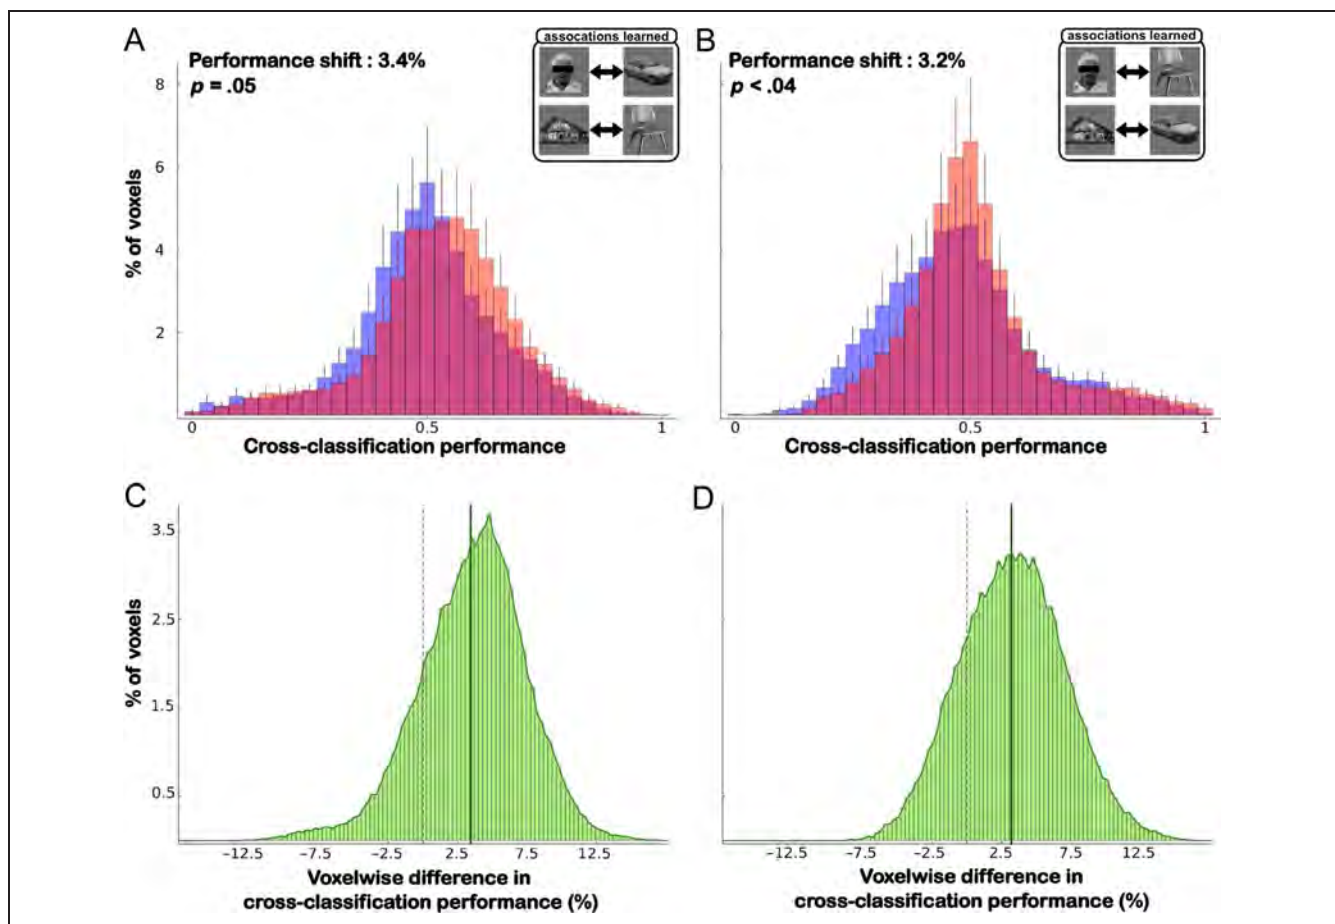 A
Performance shift : 3.4%
p = .05
assocations learned
% of voxels
8
6
4
2
0
0.5
1
Cross-classification performance
B
Performance shift : 3.2%
p < .04
associations learned
0
0.5
1
Cross-classification performance
C
% of voxels
3.5
2.5
1.5
0.5
-12.5
-7.5
-2.5
2.5
7.5
12.5
Voxelwise difference in
cross-classification performance (%)
D
-12.5
-7.5
-2.5
2.5
7.5
12.5
Voxelwise difference in
cross-classification performance (%)